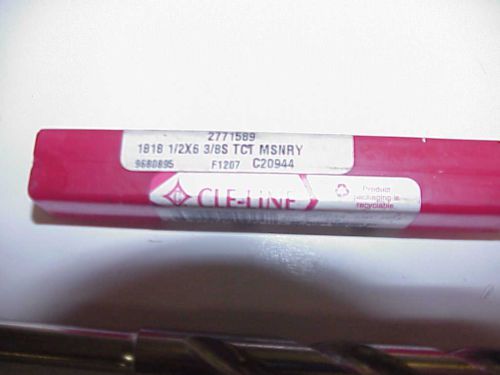 2771589
1818 1/2X6 3/8S TCT MSNRY
9680895 F1207 C20944
CLE-LINE
Product
packaging is
recyclable